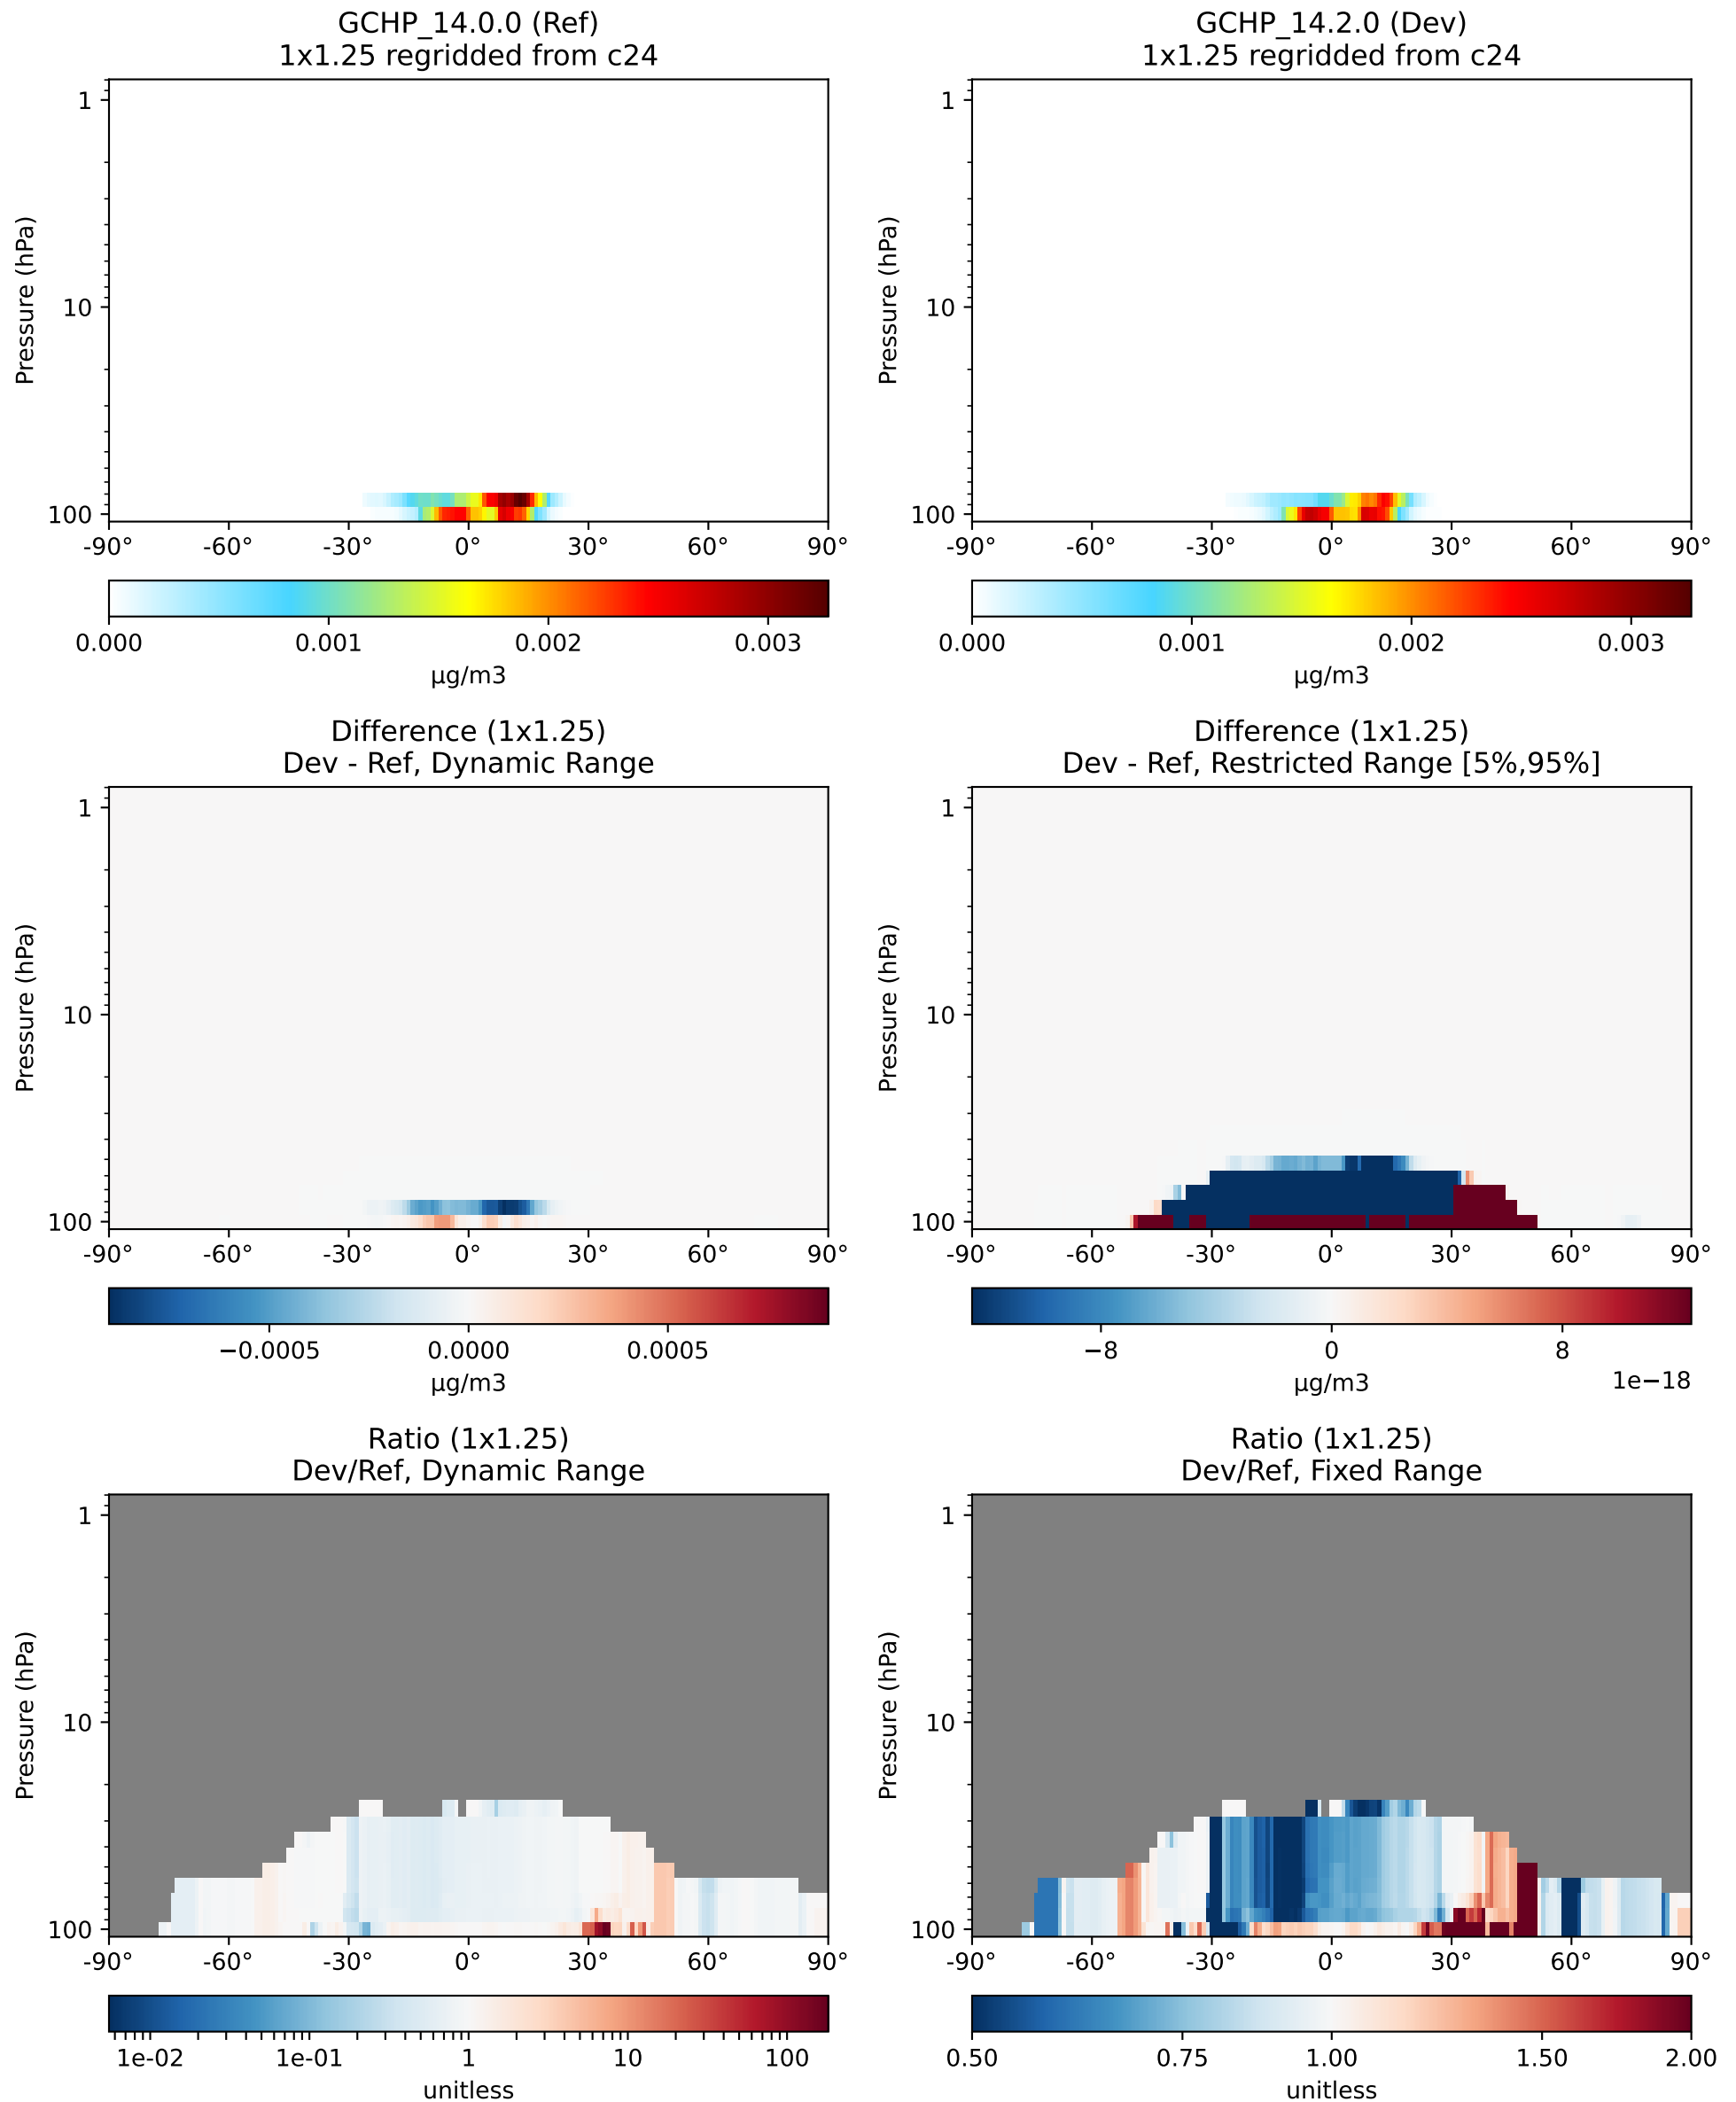 GCHP_14.0.0 (Ref)
1x1.25 regridded from c24
Pressure (hPa)
1
10
100
-90° -60° -30° 0° 30° 60° 90°
0.000 0.001 0.002 0.003
μg/m3
GCHP_14.2.0 (Dev)
1x1.25 regridded from c24
Pressure (hPa)
1
10
100
-90° -60° -30° 0° 30° 60° 90°
0.000 0.001 0.002 0.003
μg/m3
Difference (1x1.25)
Dev - Ref, Dynamic Range
Pressure (hPa)
1
10
100
-90° -60° -30° 0° 30° 60° 90°
−0.0005 0.0000 0.0005
μg/m3
Difference (1x1.25)
Dev - Ref, Restricted Range [5%,95%]
Pressure (hPa)
1
10
100
-90° -60° -30° 0° 30° 60° 90°
−8 0 8
μg/m3
1e−18
Ratio (1x1.25)
Dev/Ref, Dynamic Range
Pressure (hPa)
1
10
100
-90° -60° -30° 0° 30° 60° 90°
1e-02 1e-01 1 10 100
unitless
Ratio (1x1.25)
Dev/Ref, Fixed Range
Pressure (hPa)
1
10
100
-90° -60° -30° 0° 30° 60° 90°
0.50 0.75 1.00 1.50 2.00
unitless